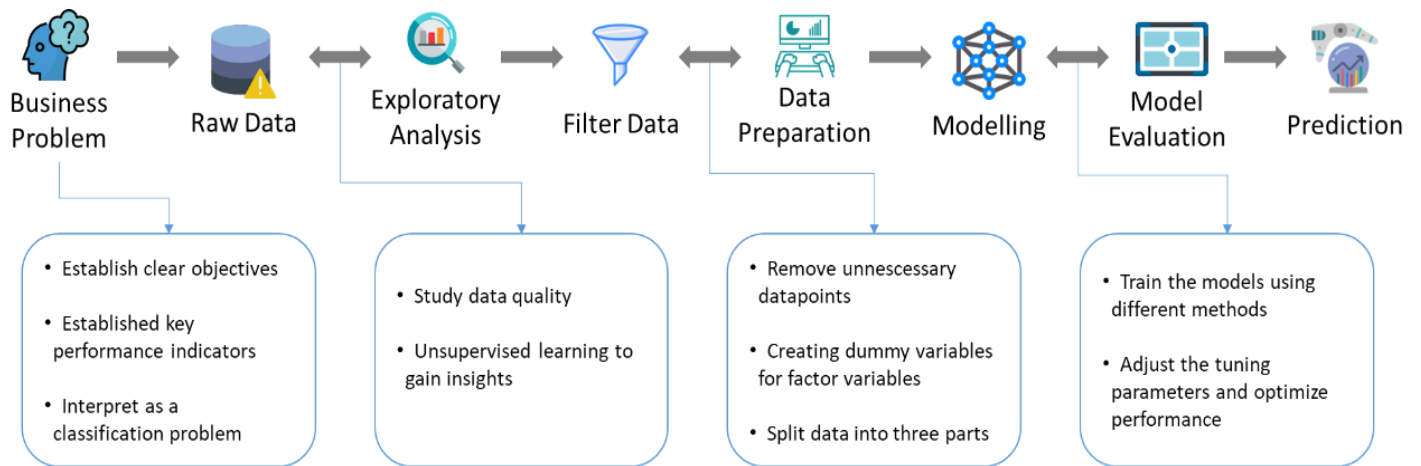 Business
Problem
Raw Data
Exploratory
Analysis
Filter Data
Data
Preparation
Modelling
Model
Evaluation
Prediction
• Establish clear objectives
• Established key
performance indicators
• Interpret as a
classification problem
• Study data quality
• Unsupervised learning to
gain insights
• Remove unnescessary
datapoints
• Creating dummy variables
for factor variables
• Split data into three parts
• Train the models using
different methods
• Adjust the tuning
parameters and optimize
performance